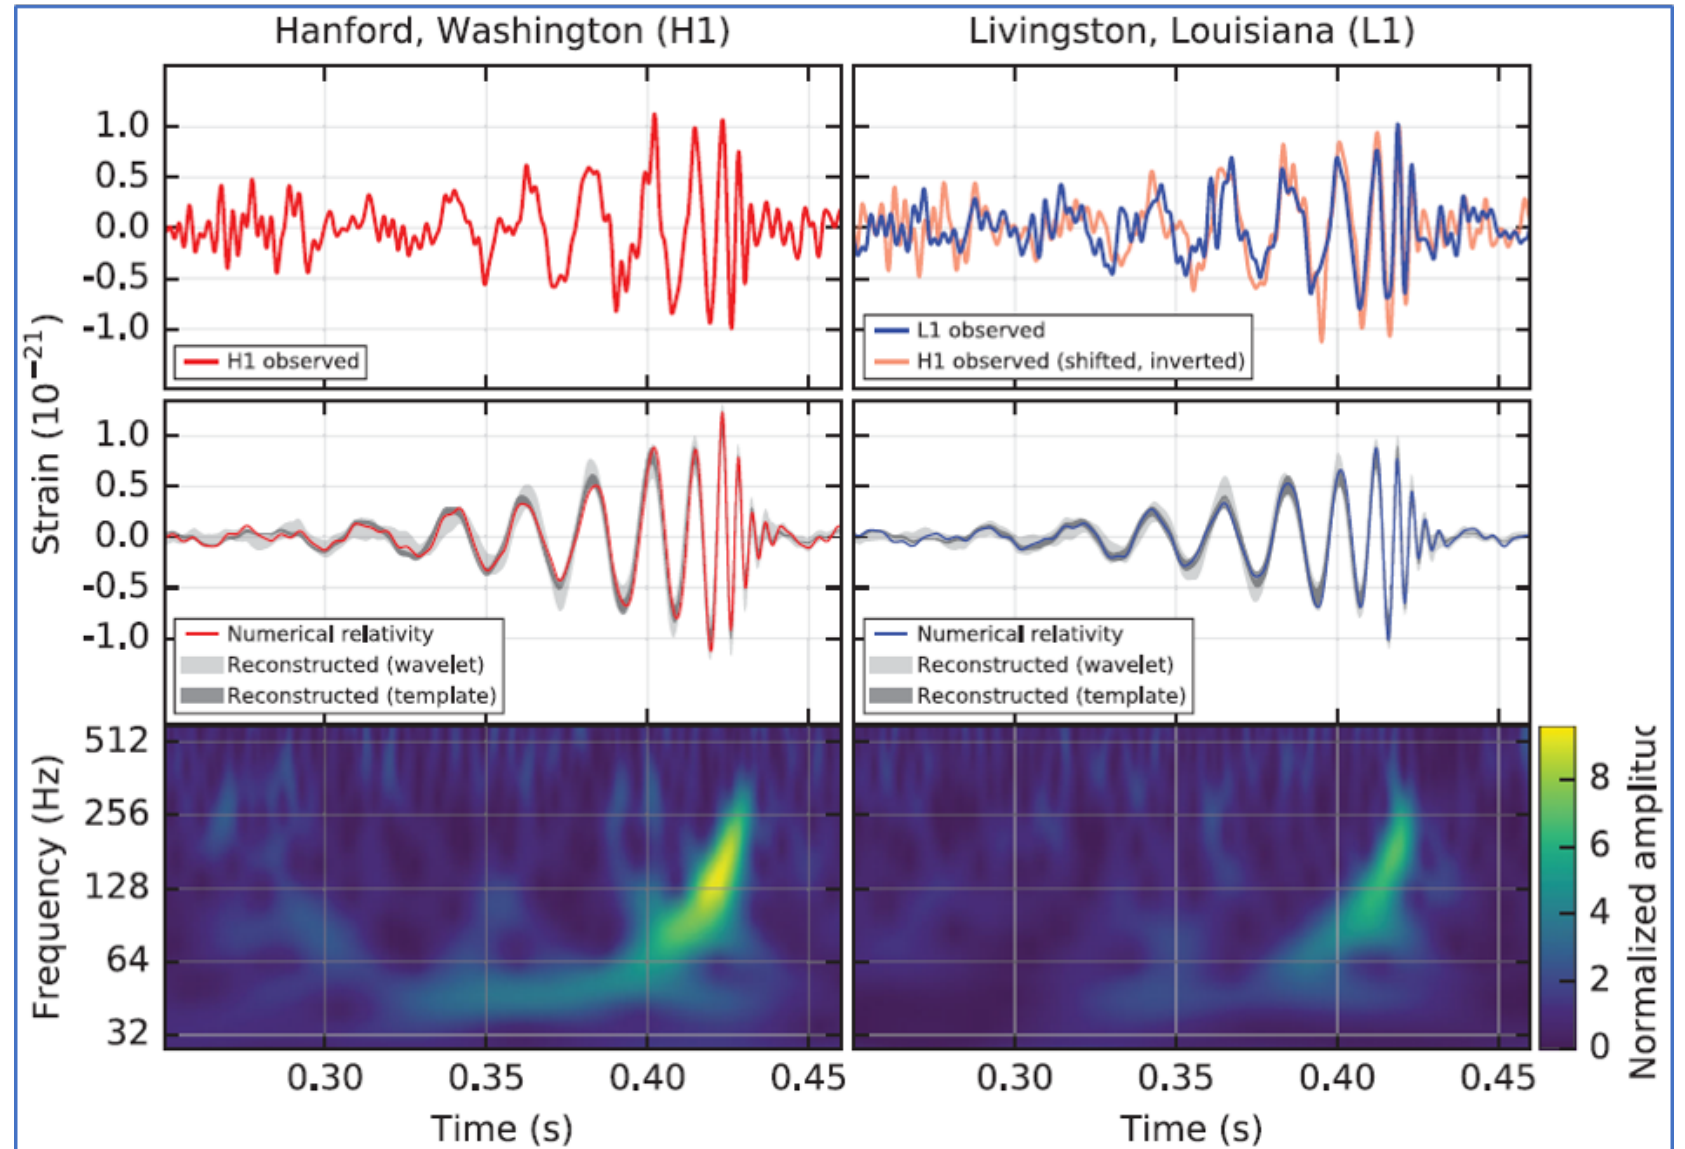 Hanford, Washington (H1)
Livingston, Louisiana (L1)
Strain (10⁻²¹)
1.0
0.5
0.0
-0.5
-1.0
H1 observed
L1 observed
H1 observed (shifted, inverted)
1.0
0.5
0.0
-0.5
-1.0
Numerical relativity
Reconstructed (wavelet)
Reconstructed (template)
Numerical relativity
Reconstructed (wavelet)
Reconstructed (template)
Frequency (Hz)
512
256
128
64
32
8
6
4
2
0
Normalized amplituc
0.30 0.35 0.40 0.45
0.30 0.35 0.40 0.45
Time (s)
Time (s)